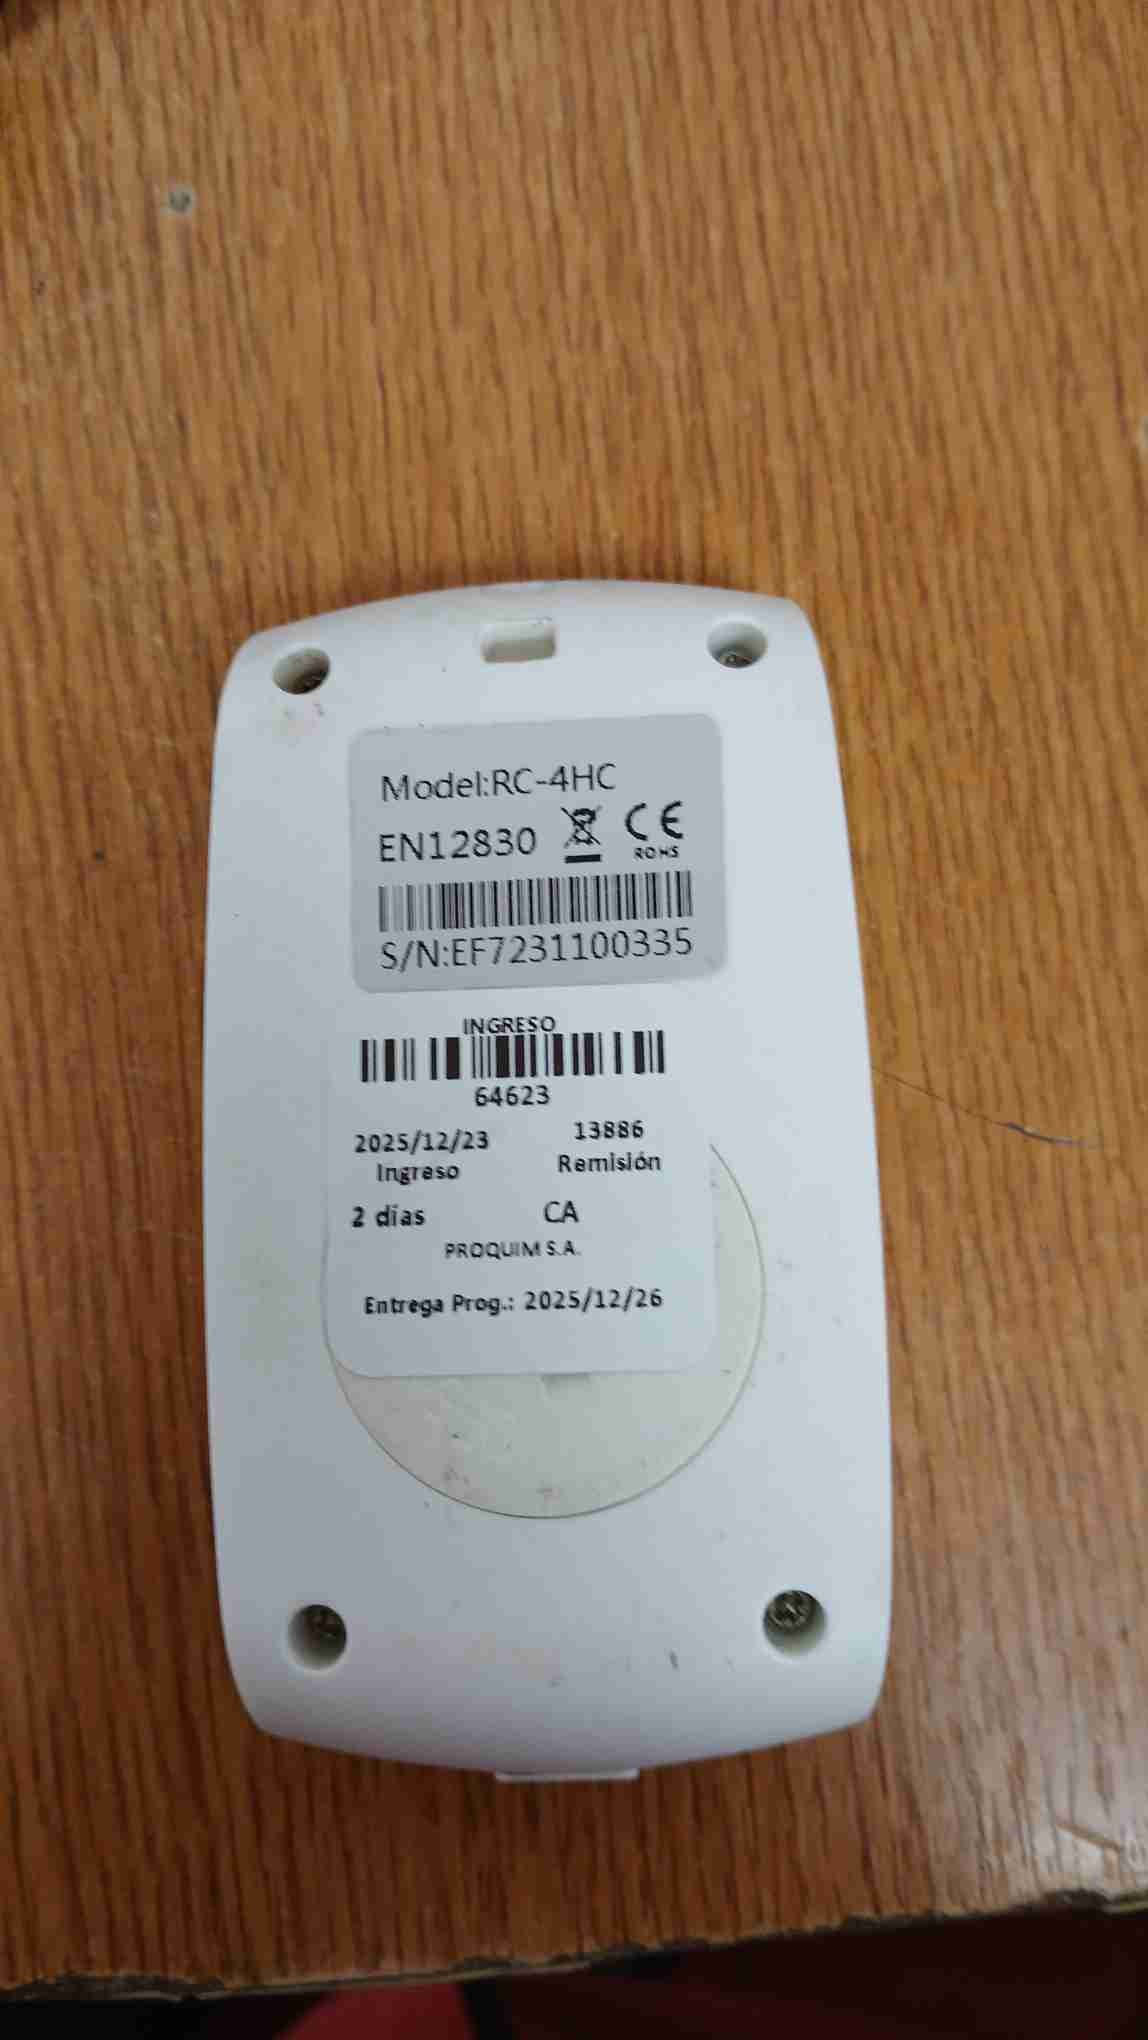 Model:RC-4HC
EN12830 CE
ROHS
S/N:EF7231100335
INGRESO
64623
2025/12/23 13886
Ingreso Remisión
2 días CA
PROQUIM S.A.
Entrega Prog.: 2025/12/26